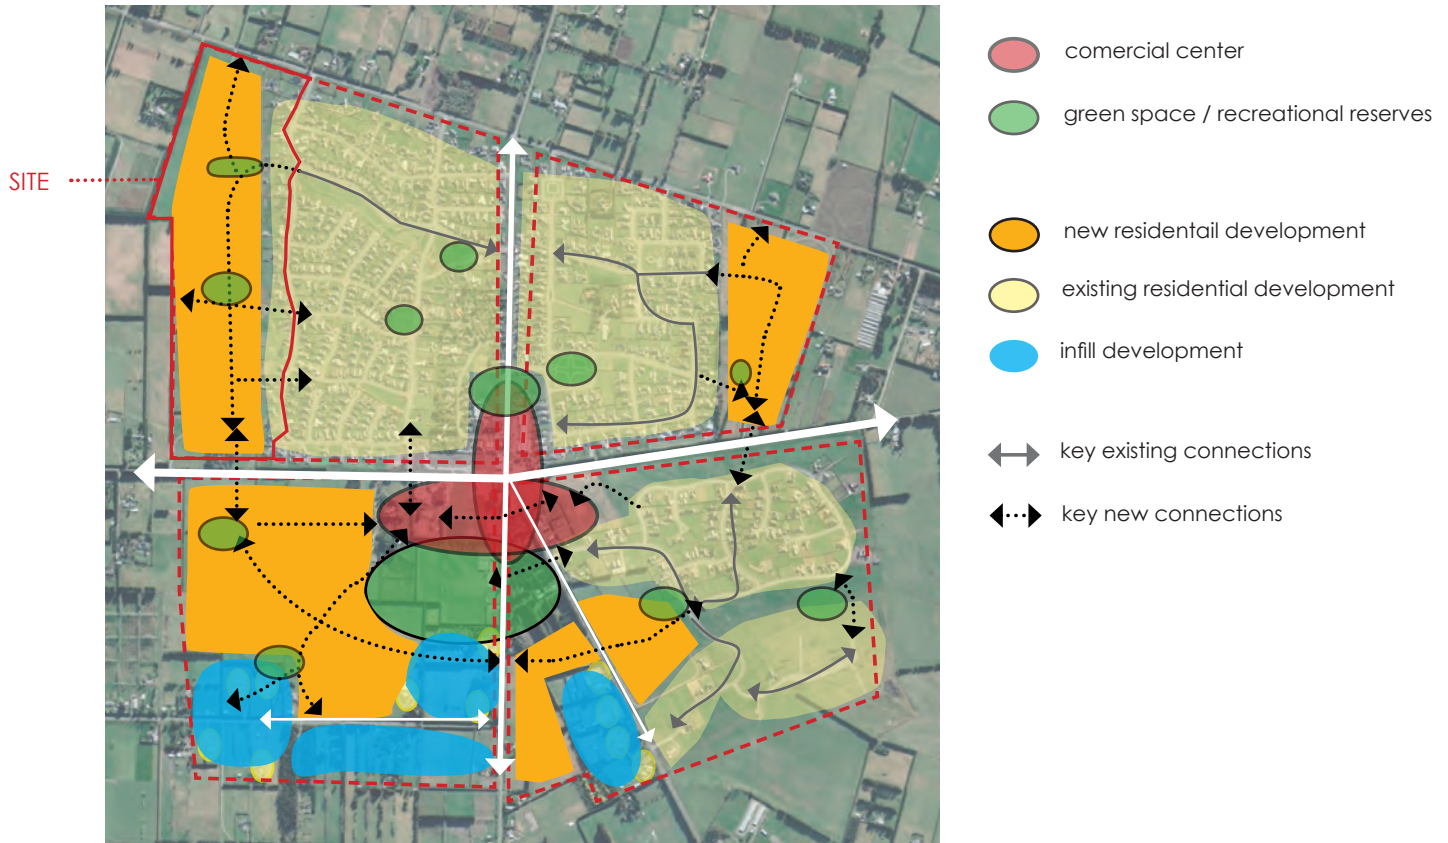 SITE
comercial center
green space / recreational reserves
new residentail development
existing residential development
infill development
key existing connections
key new connections